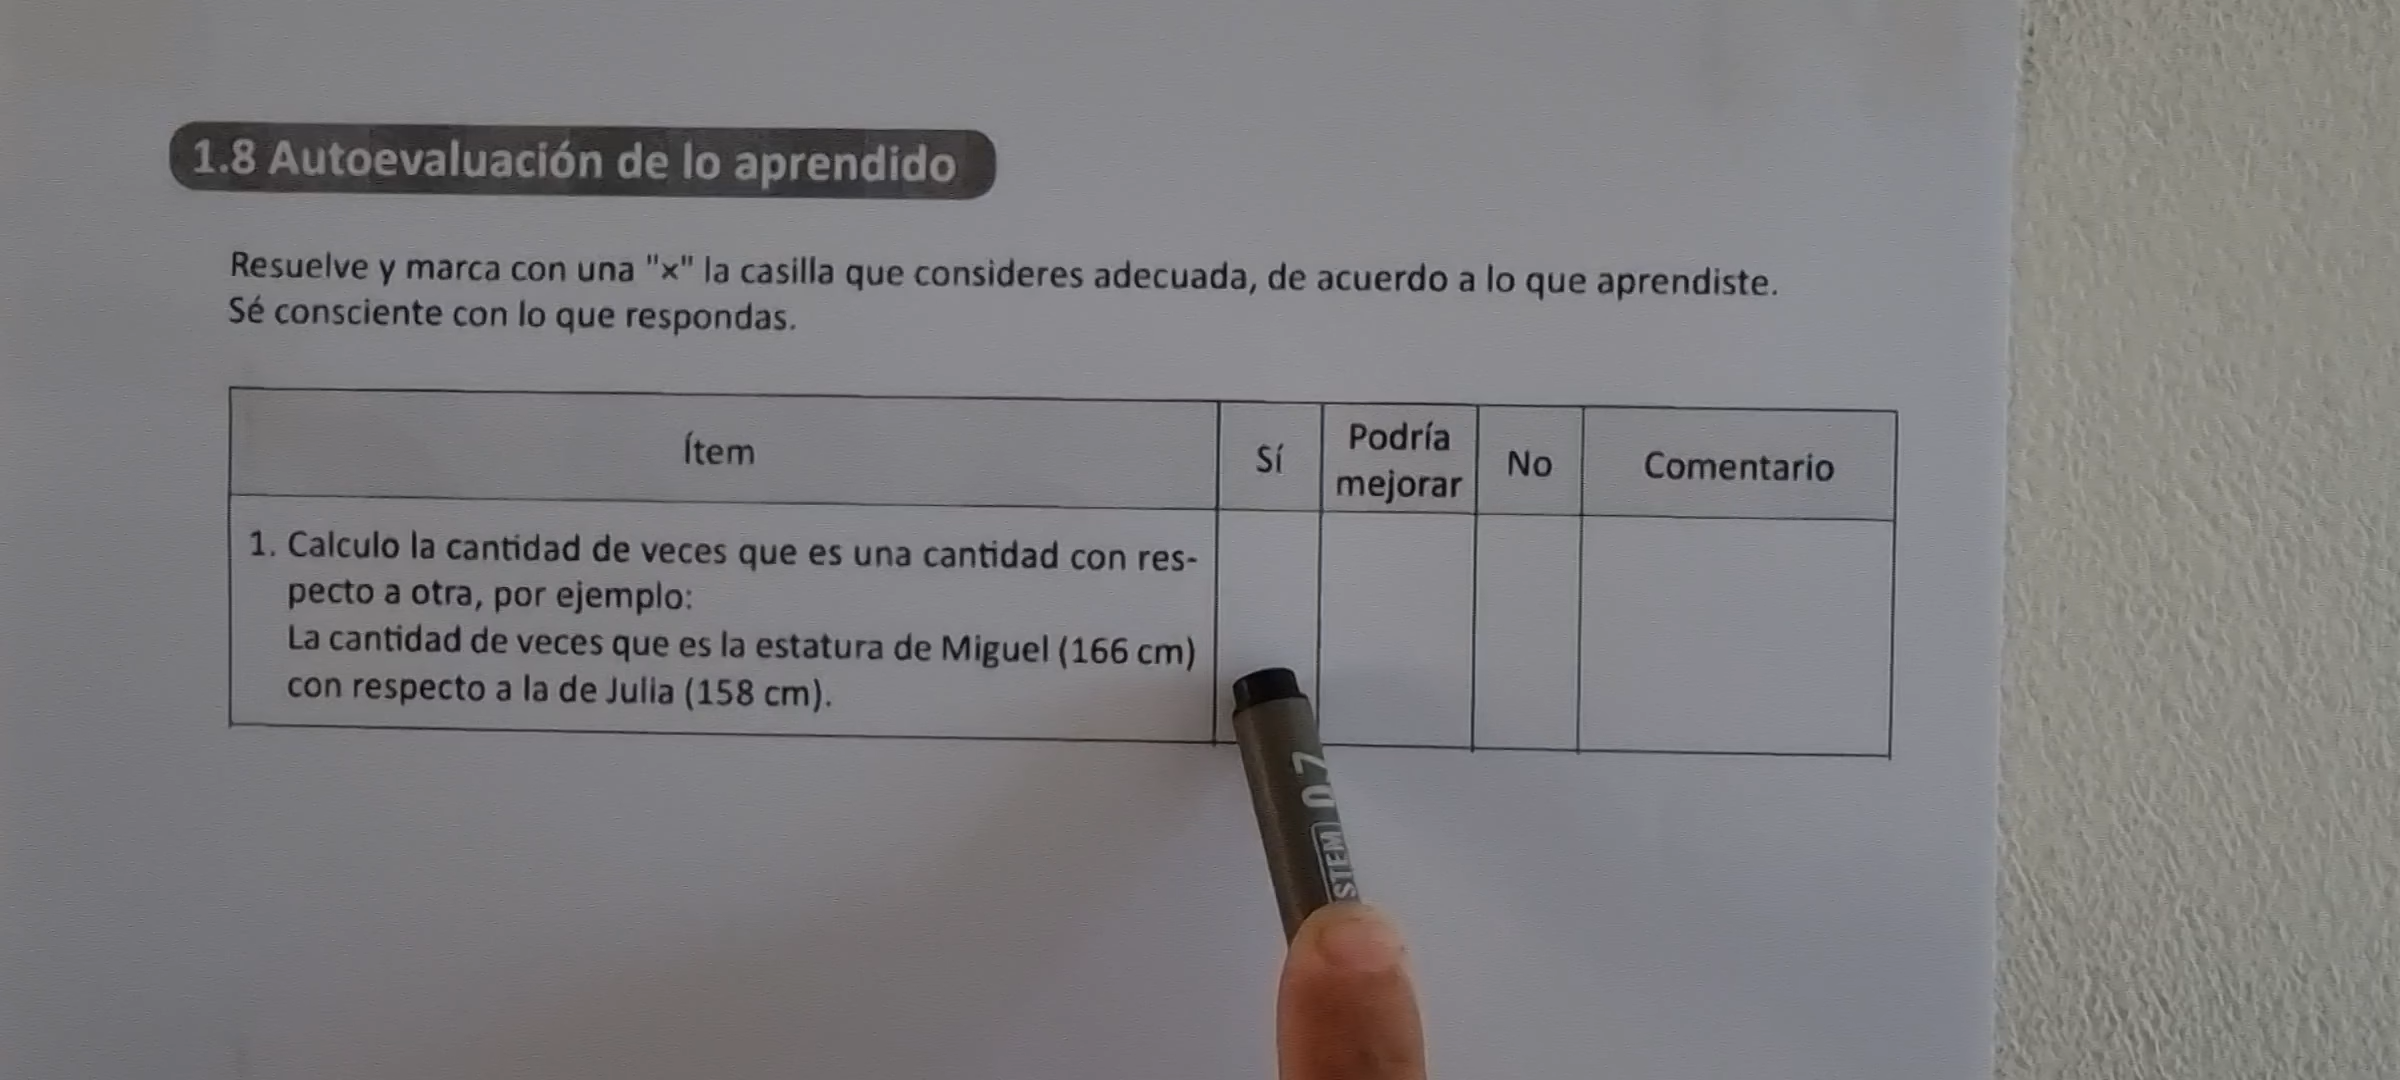 1.8 Autoevaluación de lo aprendido
Resuelve y marca con una "x" la casilla que consideres adecuada, de acuerdo a lo que aprendiste.
Sé consciente con lo que respondas.
Ítem
Sí
Podría
mejorar
No
Comentario
1. Calculo la cantidad de veces que es una cantidad con res-
pecto a otra, por ejemplo:
La cantidad de veces que es la estatura de Miguel (166 cm)
con respecto a la de Julia (158 cm).
STEM 0.7